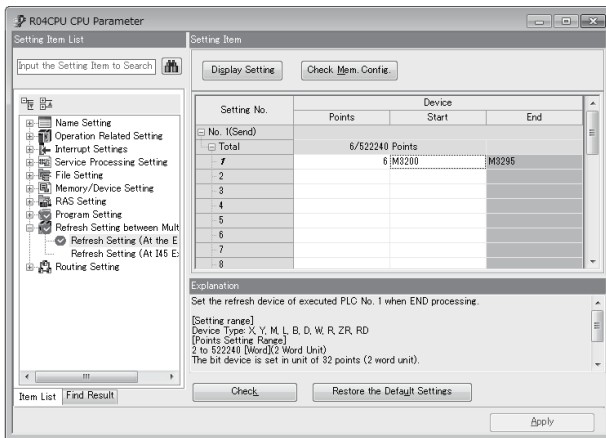 R04CPU CPU Parameter
Setting Item List
Input the Setting Item to Search
Name Setting
Operation Related Setting
Interrupt Settings
Service Processing Setting
File Setting
Memory/Device Setting
RAS Setting
Program Setting
Refresh Setting between Mult
Refresh Setting (At the E
Refresh Setting (At I45 Ex
Routing Setting
Item List
Find Result
Setting Item
Display Setting
Check Mem. Config.
Setting No.
Device
Points
Start
End
No. 1(Send)
Total
6/522240 Points
1
6
M3200
M3295
2
3
4
5
6
7
8
Explanation
Set the refresh device of executed PLC No. 1 when END processing.
[Setting range]
Device Type: X, Y, M, L, B, D, W, R, ZR, RD
[Points Setting Range]
2 to 522240 [Word](2 Word Unit)
The bit device is set in unit of 32 points (2 word unit).
Check
Restore the Default Settings
Apply